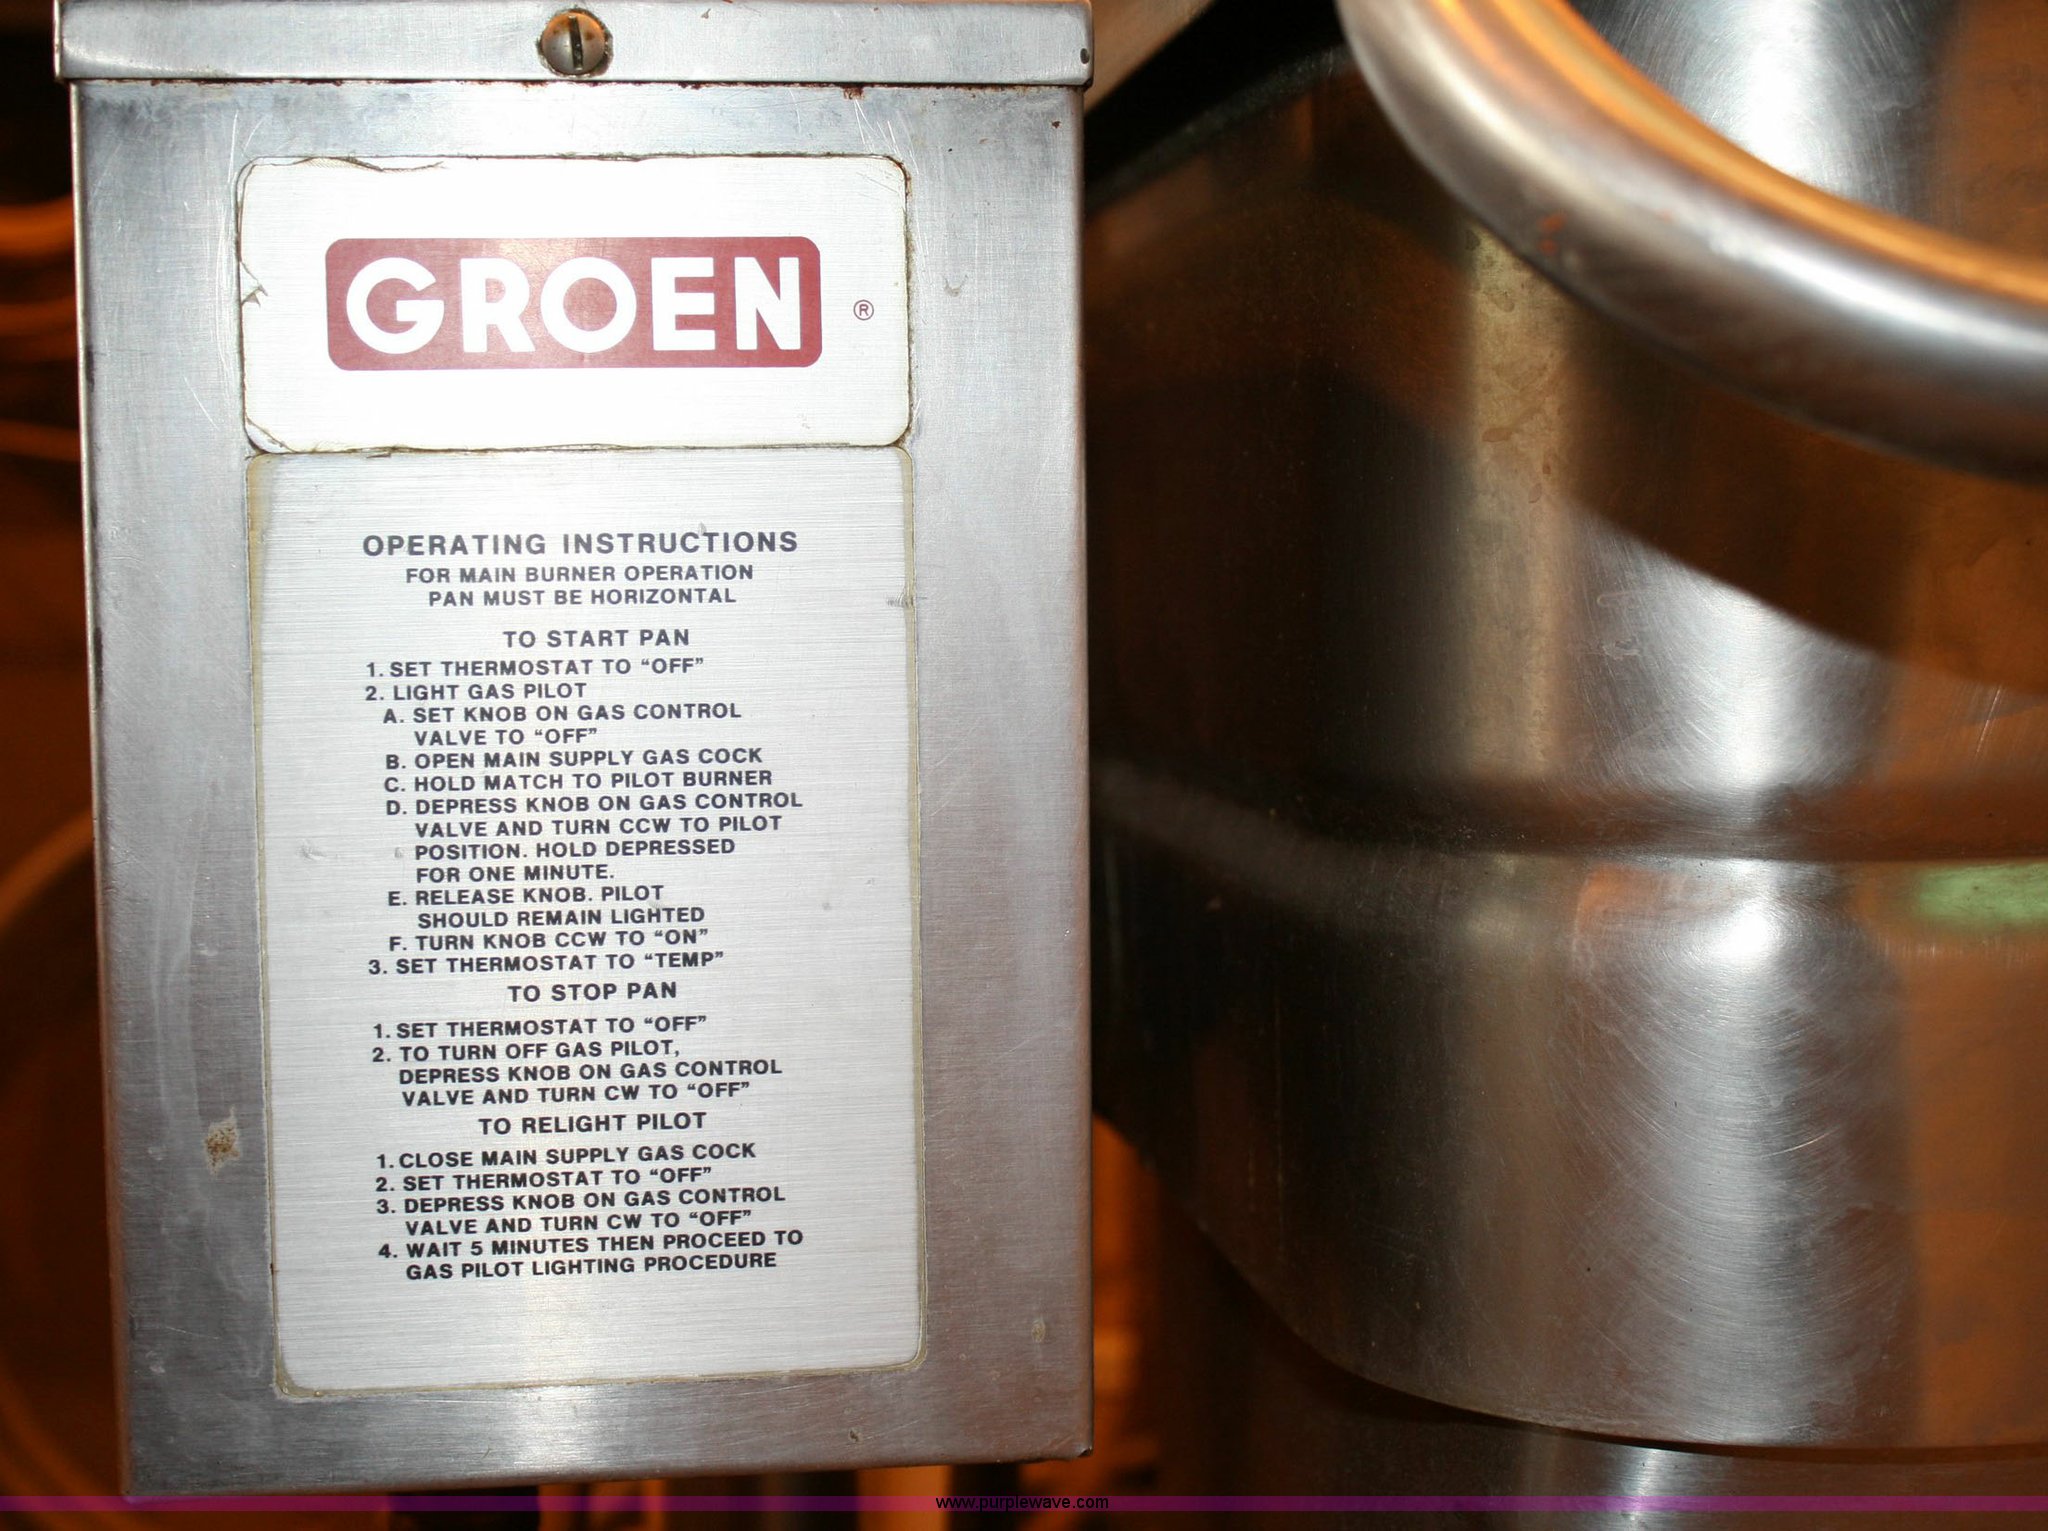 GROEN ®
OPERATING INSTRUCTIONS
FOR MAIN BURNER OPERATION
PAN MUST BE HORIZONTAL
TO START PAN
1. SET THERMOSTAT TO “OFF”
2. LIGHT GAS PILOT
A. SET KNOB ON GAS CONTROL
VALVE TO “OFF”
B. OPEN MAIN SUPPLY GAS COCK
C. HOLD MATCH TO PILOT BURNER
D. DEPRESS KNOB ON GAS CONTROL
VALVE AND TURN CCW TO PILOT
POSITION. HOLD DEPRESSED
FOR ONE MINUTE.
E. RELEASE KNOB. PILOT
SHOULD REMAIN LIGHTED
F. TURN KNOB CCW TO “ON”
3. SET THERMOSTAT TO “TEMP”
TO STOP PAN
1. SET THERMOSTAT TO “OFF”
2. TO TURN OFF GAS PILOT,
DEPRESS KNOB ON GAS CONTROL
VALVE AND TURN CW TO “OFF”
TO RELIGHT PILOT
1. CLOSE MAIN SUPPLY GAS COCK
2. SET THERMOSTAT TO “OFF”
3. DEPRESS KNOB ON GAS CONTROL
VALVE AND TURN CW TO “OFF”
4. WAIT 5 MINUTES THEN PROCEED TO
GAS PILOT LIGHTING PROCEDURE
www.purplewave.com